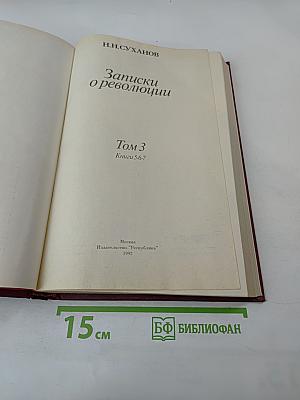 Н.Н.СУХАНОВ
Записки
о революции
Том 3
Книги 5 6 7
Москва
Издательство "Республика"
1992
15 см
БФ БИБЛИОФАН